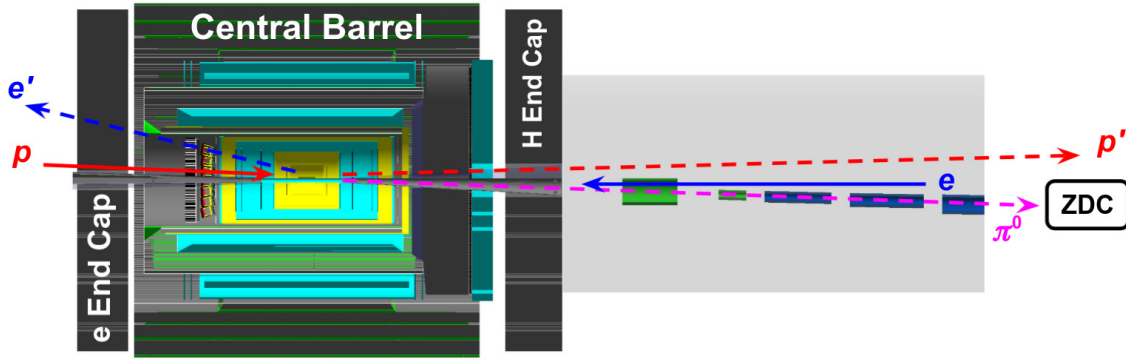 Central Barrel
e End Cap
H End Cap
e'
p
p'
e
π⁰
ZDC